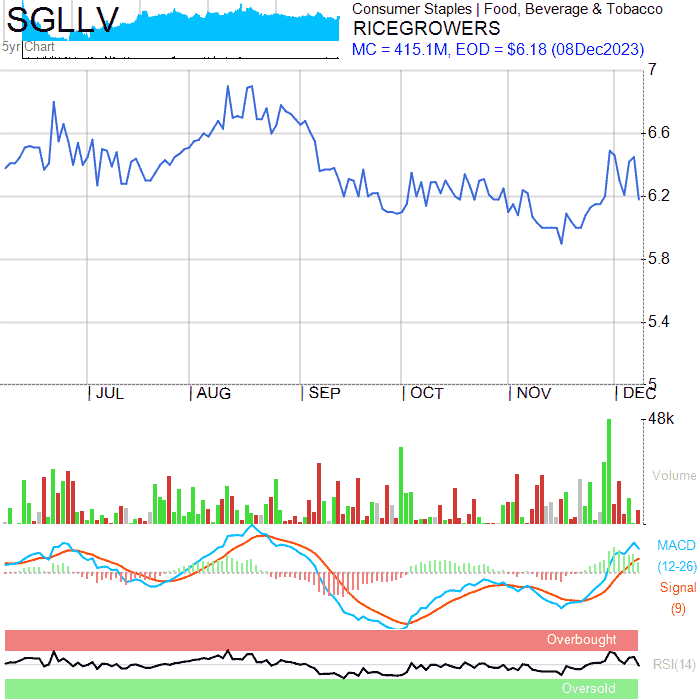 SGLLV
5yr Chart
Consumer Staples | Food, Beverage & Tobacco
RICEGROWERS
MC = 415.1M, EOD = $6.18 (08Dec2023)
7
6.6
6.2
5.8
5.4
5
JUL AUG SEP OCT NOV DEC
48k
Volume
MACD
(12-26)
Signal
(9)
Overbought
RSI(14)
Oversold